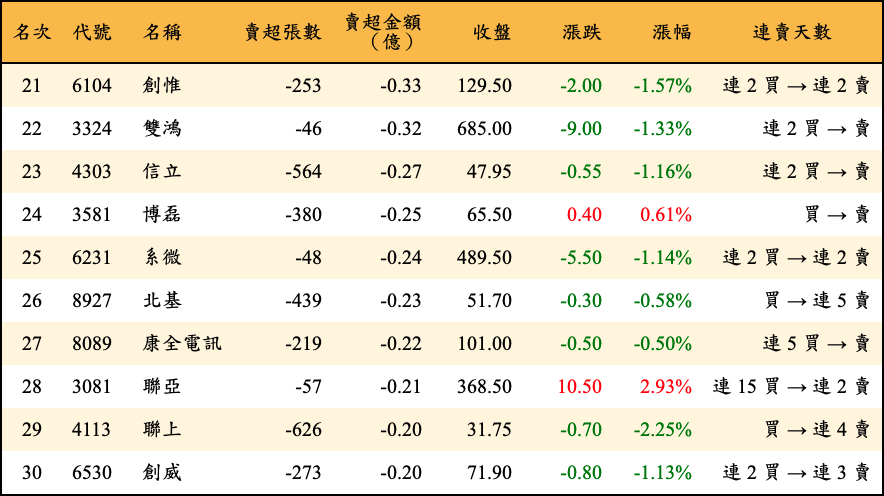 名次 代號 名稱 賣超張數 賣超金額（億） 收盤 漲跌 漲幅 連賣天數
21 6104 創惟 -253 -0.33 129.50 -2.00 -1.57% 連 2 買 → 連 2 賣
22 3324 雙鴻 -46 -0.32 685.00 -9.00 -1.33% 連 2 買 → 賣
23 4303 信立 -564 -0.27 47.95 -0.55 -1.16% 連 2 買 → 賣
24 3581 博磊 -380 -0.25 65.50 0.40 0.61% 買 → 賣
25 6231 系微 -48 -0.24 489.50 -5.50 -1.14% 連 2 買 → 連 2 賣
26 8927 北基 -439 -0.23 51.70 -0.30 -0.58% 買 → 連 5 賣
27 8089 康全電訊 -219 -0.22 101.00 -0.50 -0.50% 連 5 買 → 賣
28 3081 聯亞 -57 -0.21 368.50 10.50 2.93% 連 15 買 → 連 2 賣
29 4113 聯上 -626 -0.20 31.75 -0.70 -2.25% 買 → 連 4 賣
30 6530 創威 -273 -0.20 71.90 -0.80 -1.13% 連 2 買 → 連 3 賣